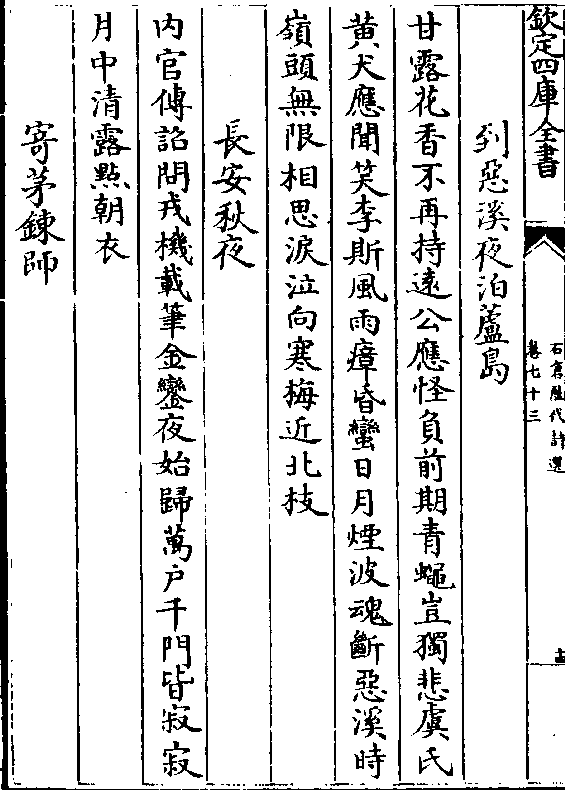 欽定四庫全書
石倉歷代詩選
卷七十三
十二
到惡溪夜泊蘆島
甘露花香不再持遠公應怪負前期青蠅豈獨悲虞氏
黃犬應聞笑李斯風雨瘴昏蠻日月煙波魂斷惡溪時
嶺頭無限相思淚泣向寒梅近北枝
長安秋夜
內官傳詔問戎機載筆金鑾夜始歸萬户千門皆寂寂
月中清露點朝衣
寄茅鍊師